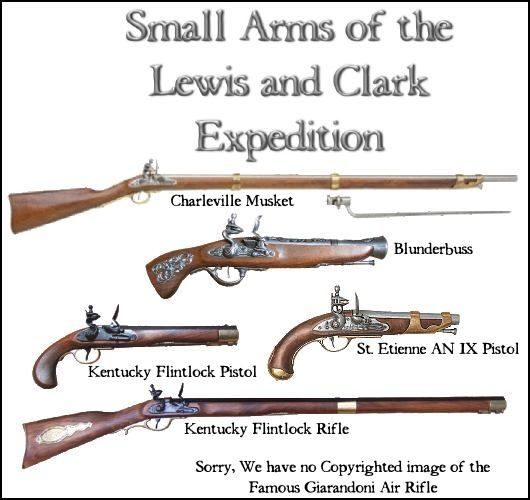 Small Arms of the
Lewis and Clark
Expedition
Charleville Musket
Blunderbuss
St. Etienne AN IX Pistol
Kentucky Flintlock Pistol
Kentucky Flintlock Rifle
Sorry, We have no Copyrighted image of the
Famous Giarandoni Air Rifle